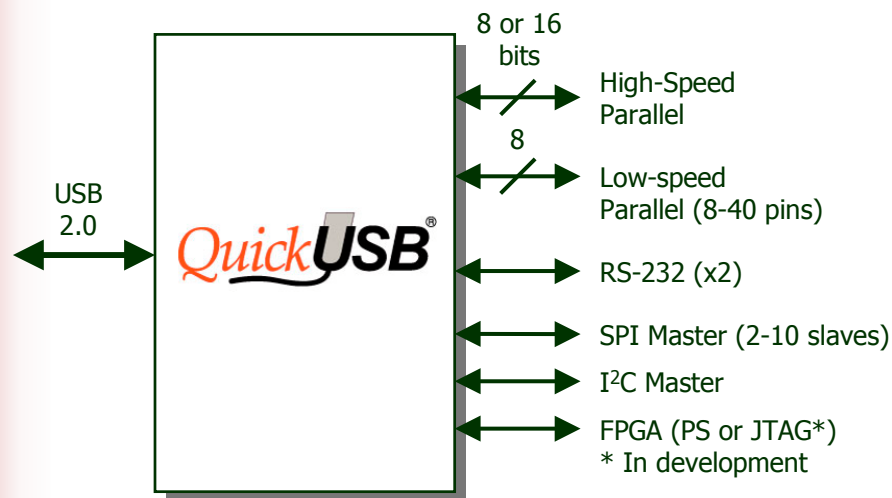 8 or 16
bits
High-Speed
Parallel
8
Low-speed
Parallel (8-40 pins)
USB
2.0
QuickUSB®
RS-232 (x2)
SPI Master (2-10 slaves)
I²C Master
FPGA (PS or JTAG*)
* In development